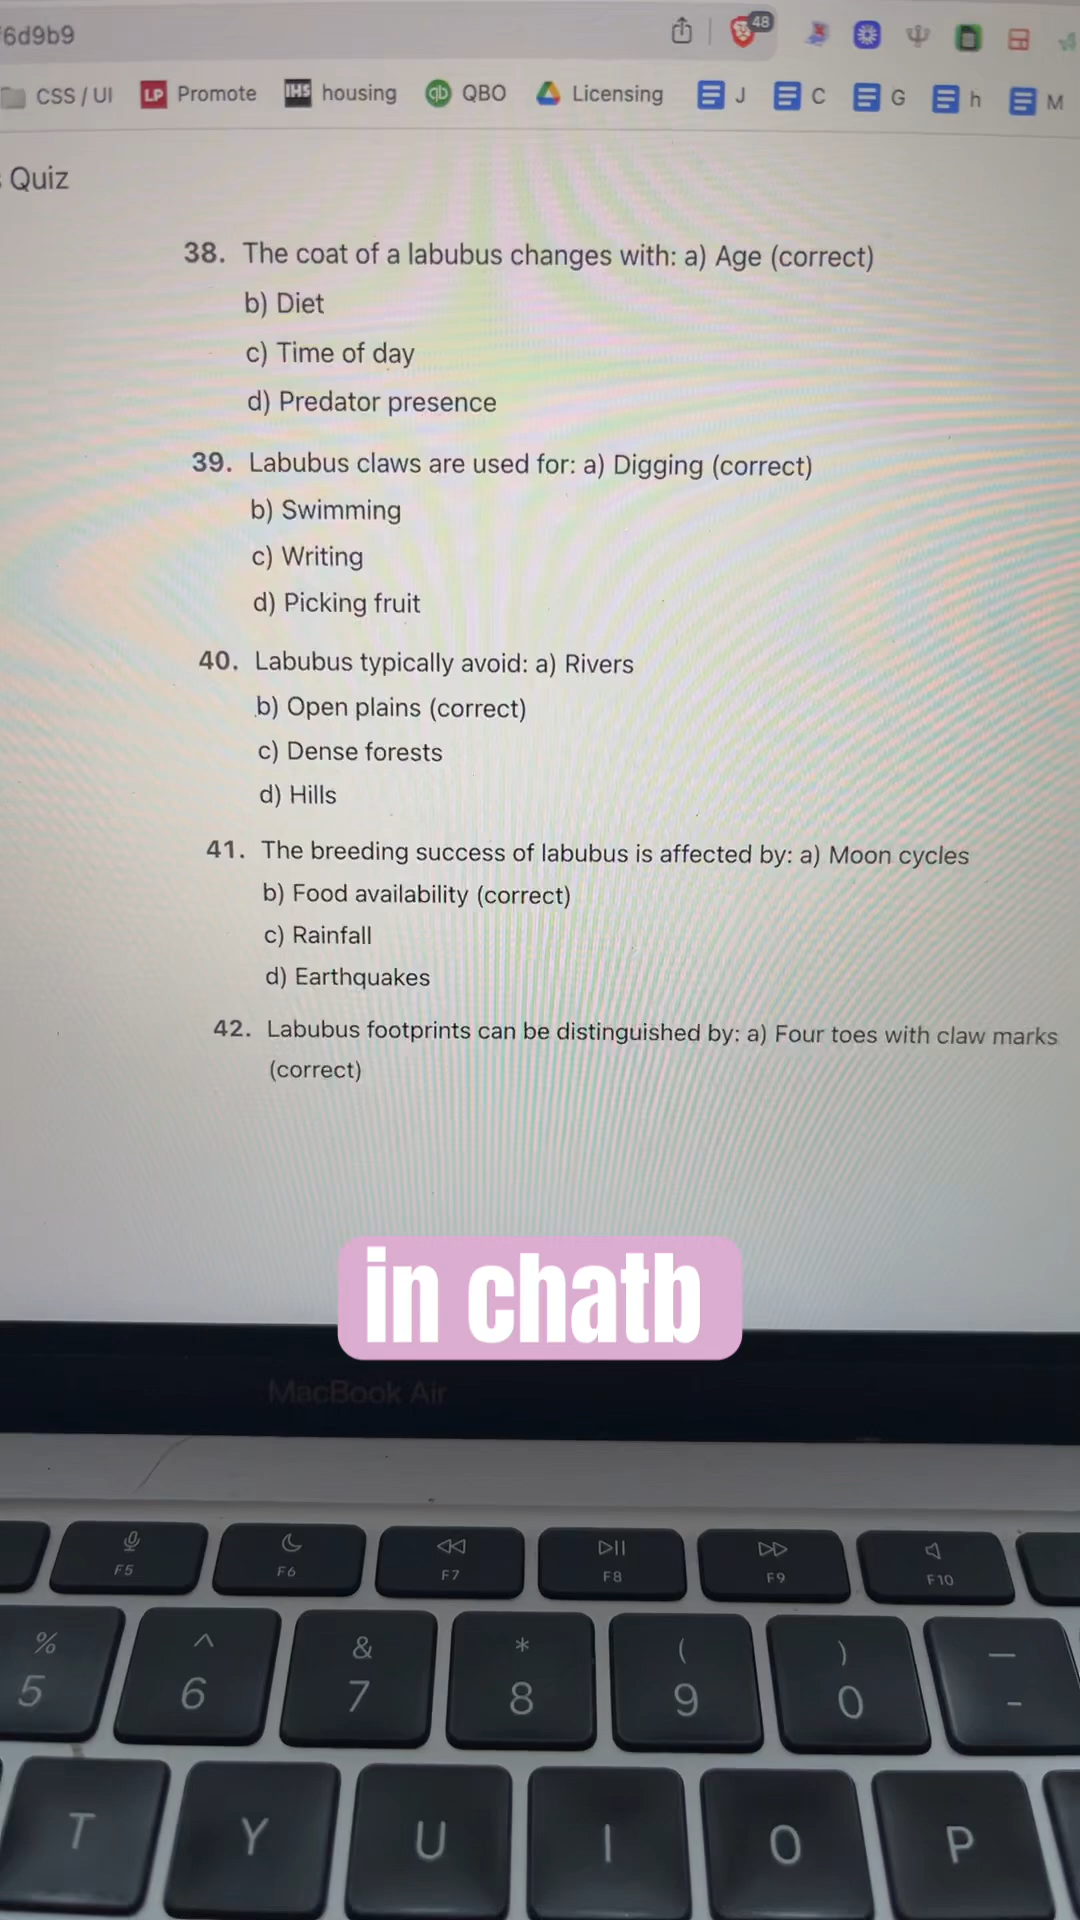 6d9b9
48
CSS / UI
LP Promote
IHS housing
qb QBO
Licensing
J
C
G
h
M
Quiz
38. The coat of a labubus changes with: a) Age (correct)
b) Diet
c) Time of day
d) Predator presence
39. Labubus claws are used for: a) Digging (correct)
b) Swimming
c) Writing
d) Picking fruit
40. Labubus typically avoid: a) Rivers
b) Open plains (correct)
c) Dense forests
d) Hills
41. The breeding success of labubus is affected by: a) Moon cycles
b) Food availability (correct)
c) Rainfall
d) Earthquakes
42. Labubus footprints can be distinguished by: a) Four toes with claw marks
(correct)
in chatb
MacBook Air
F5 F6 F7 F8 F9 F10
% ^ & * ( ) —
5 6 7 8 9 0 -
T Y U I O P